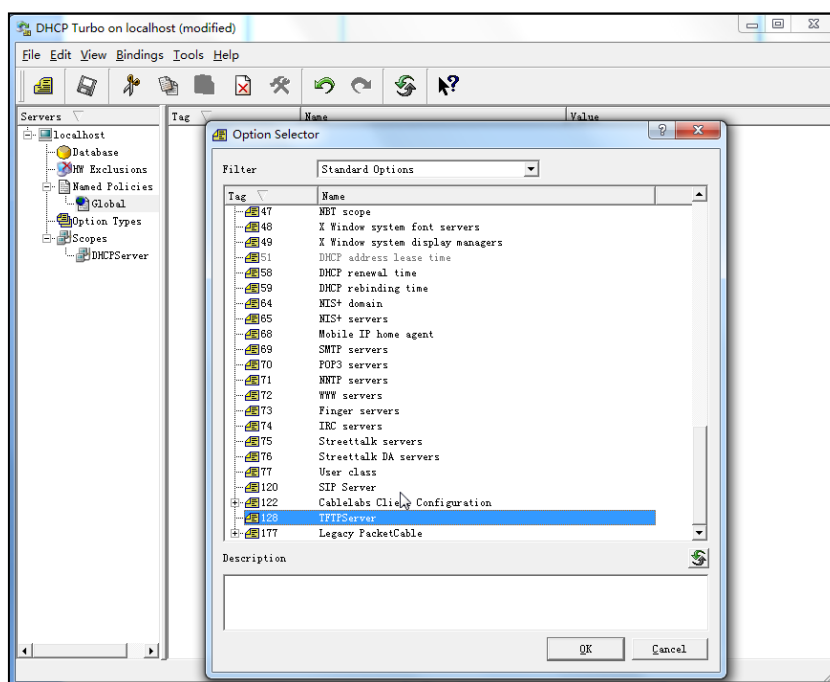 DHCP Turbo on localhost (modified)
File Edit View Bindings Tools Help
Servers Tag Name Value
localhost
Database
HW Exclusions
Named Policies
Global
Option Types
Scopes
DHCPServer
Option Selector
Filter Standard Options
Tag Name
47 NBT scope
48 X Window system font servers
49 X Window system display managers
51 DHCP address lease time
58 DHCP renewal time
59 DHCP rebinding time
64 NIS+ domain
65 NIS+ servers
68 Mobile IP home agent
69 SMTP servers
70 POP3 servers
71 NNTP servers
72 WWW servers
73 Finger servers
74 IRC servers
75 Streettalk servers
76 Streettalk DA servers
77 User class
120 SIP Server
122 Cablelabs Client Configuration
128 TFTPServer
177 Legacy PacketCable
Description
OK Cancel